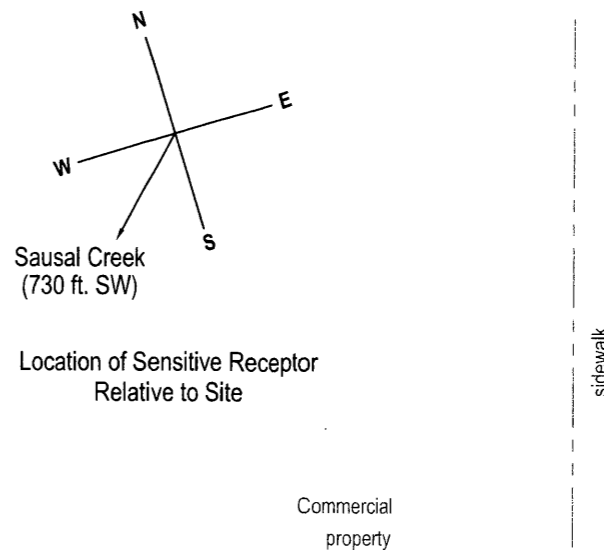 N
E
W
S
Sausal Creek
(730 ft. SW)
Location of Sensitive Receptor
Relative to Site
sidewalk
Commercial
property